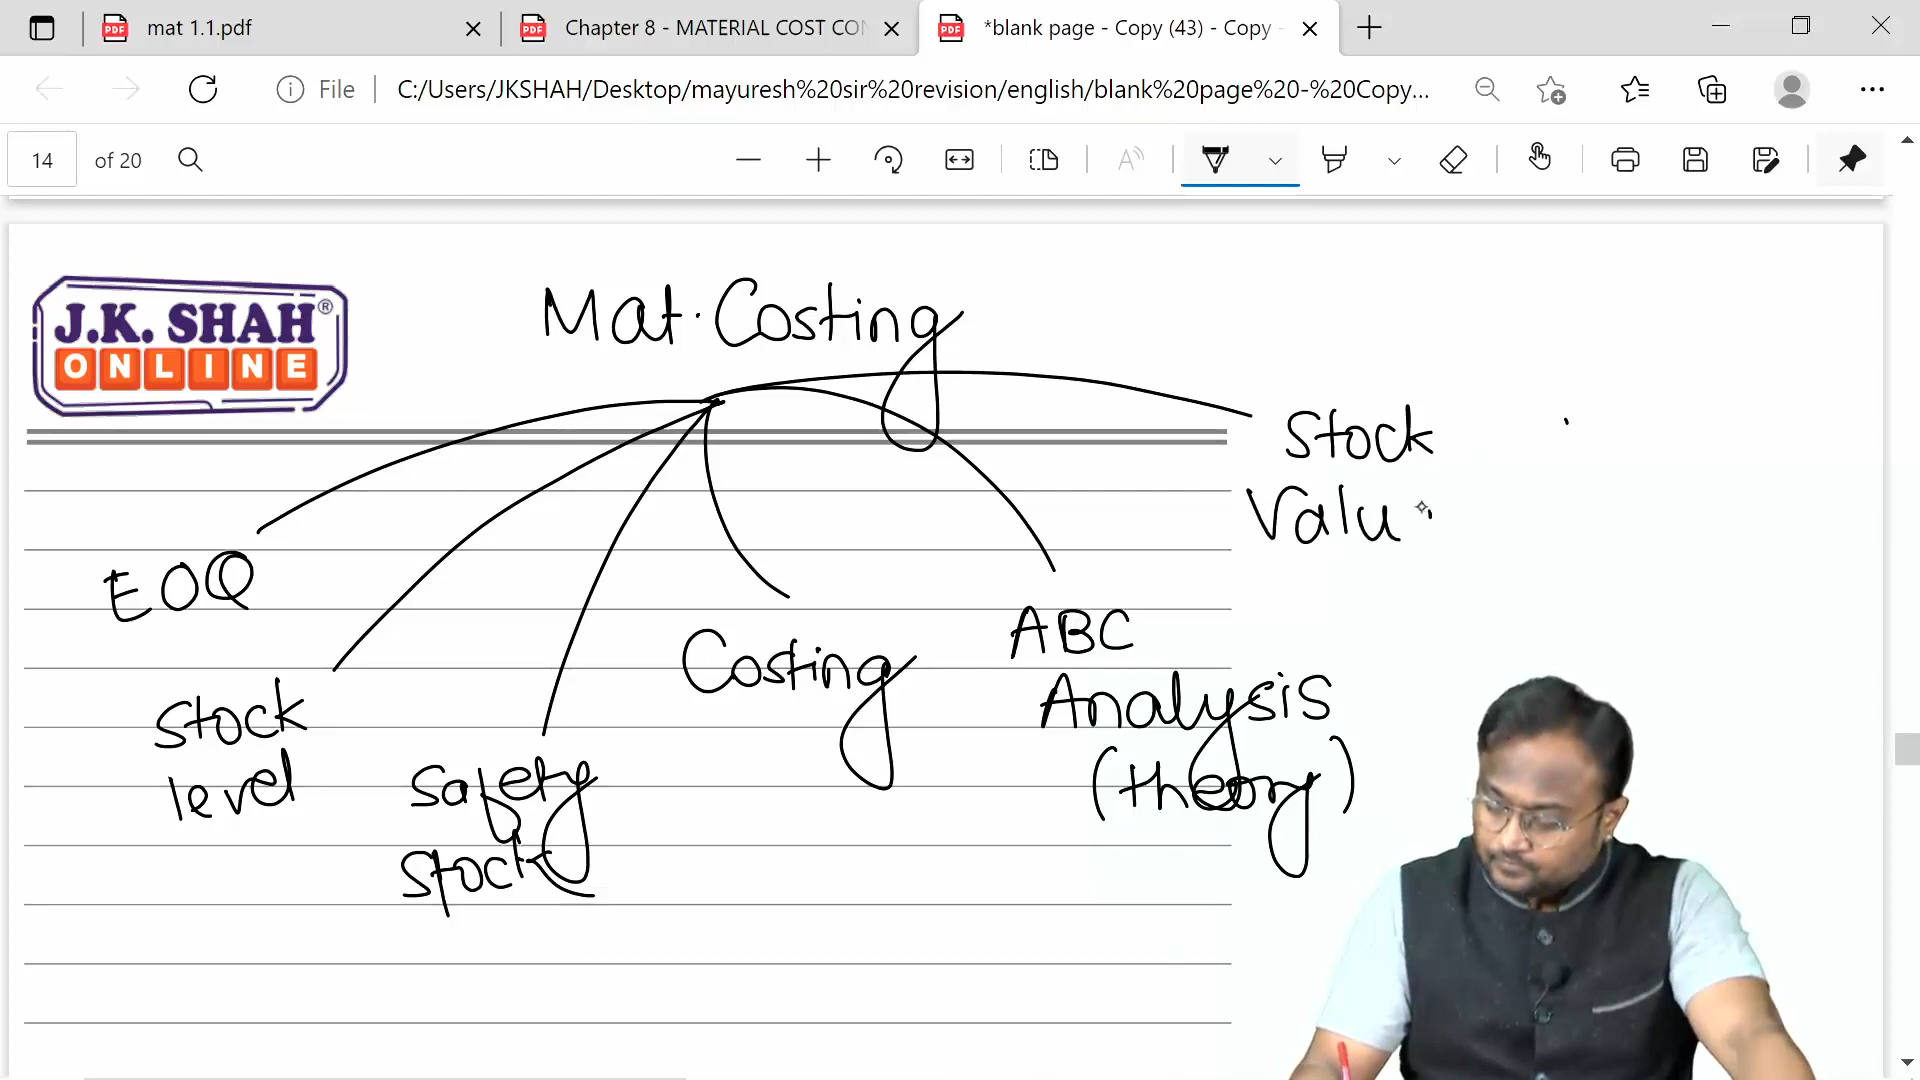 mat 1.1.pdf
Chapter 8 - MATERIAL COST CON
*blank page - Copy (43) - Copy -
File
C:/Users/JKSHAH/Desktop/mayuresh%20sir%20revision/english/blank%20page%20-%20Copy...
14 of 20
J.K. SHAH®
ONLINE
Mat. Costing
Stock
Valu
EOQ
Stock
level
Safety
Stock
Costing
ABC
Analysis
(theory)